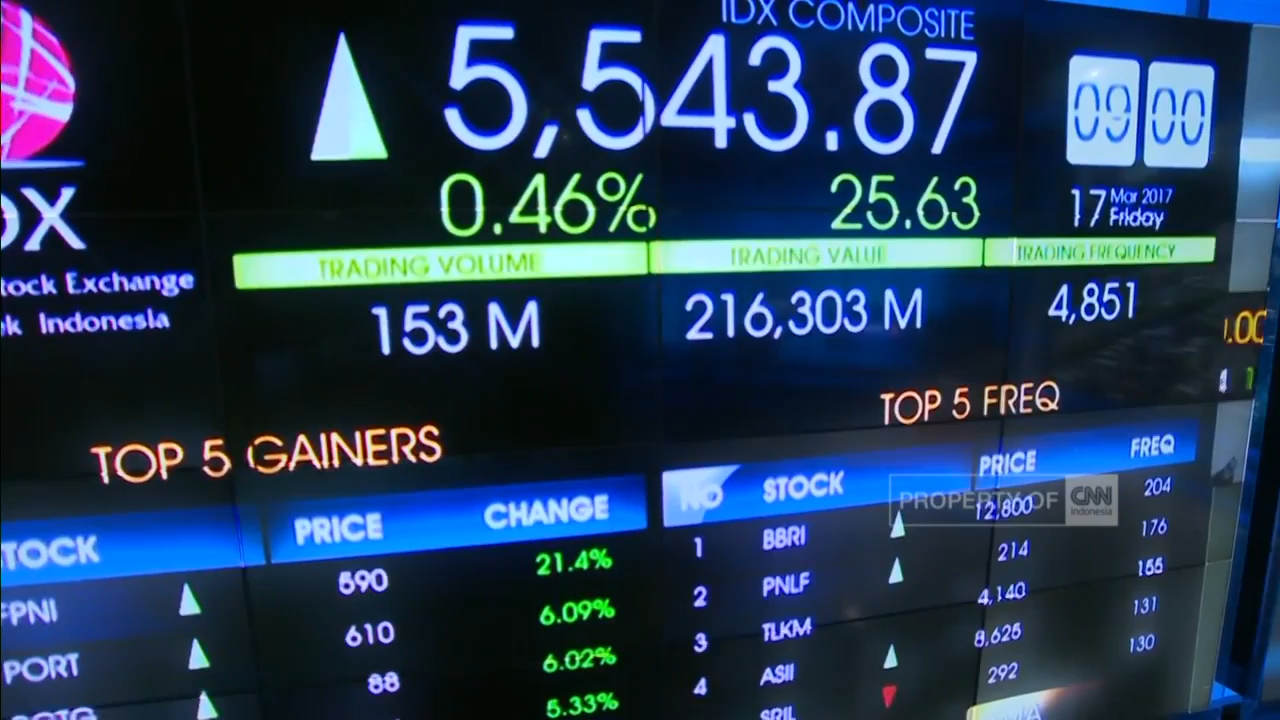 IDX COMPOSITE
5,543.87
0.46% 25.63
09 00
17 Mar 2017
Friday
TRADING VOLUME TRADING VALUE TRADING FREQUENCY
153 M 216,303 M 4,851
Stock Exchange
Indonesia
TOP 5 GAINERS
PRICE CHANGE
FPNI 590 21.4%
PORT 610 6.09%
88 6.02%
5.33%
TOP 5 FREQ
NO STOCK PRICE FREQ
1 BBRI 12,800 204
2 PNLF 214 176
3 TLKM 4,140 155
4 ASII 8,625 131
SRIL 292 130
PROPERTY OF CNN Indonesia